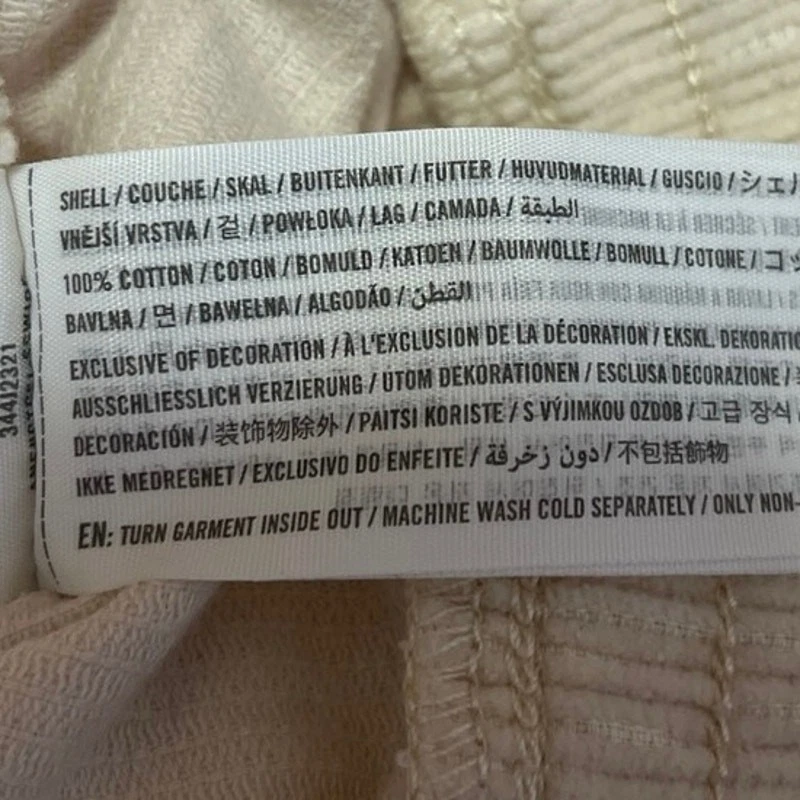 SHELL / COUCHE / SKAL / BUITENKANT / FUTTER / HUVUDMATERIAL / GUSCIO / シェ
VNĚJŠÍ VRSTVA / 겉 / POWŁOKA / LAG / CAMADA / الطبقة
100% COTTON / COTON / BOMULD / KATOEN / BAUMWOLLE / BOMULL / COTONE / コ
BAVLNA / 면 / BAWEŁNA / ALGODÃO / القطن
EXCLUSIVE OF DECORATION / À L'EXCLUSION DE LA DÉCORATION / EKSKL. DEKORATIO
AUSSCHLIESSLICH VERZIERUNG / UTOM DEKORATIONEN / ESCLUSA DECORAZIONE /
DECORACIÓN / 装饰物除外 / PAITSI KORISTE / S VÝJIMKOU OZDOB / 고급 장식
IKKE MEDREGNET / EXCLUSIVO DO ENFEITE / دون زخرفة / 不包括飾物
EN: TURN GARMENT INSIDE OUT / MACHINE WASH COLD SEPARATELY / ONLY NON-
344J2321